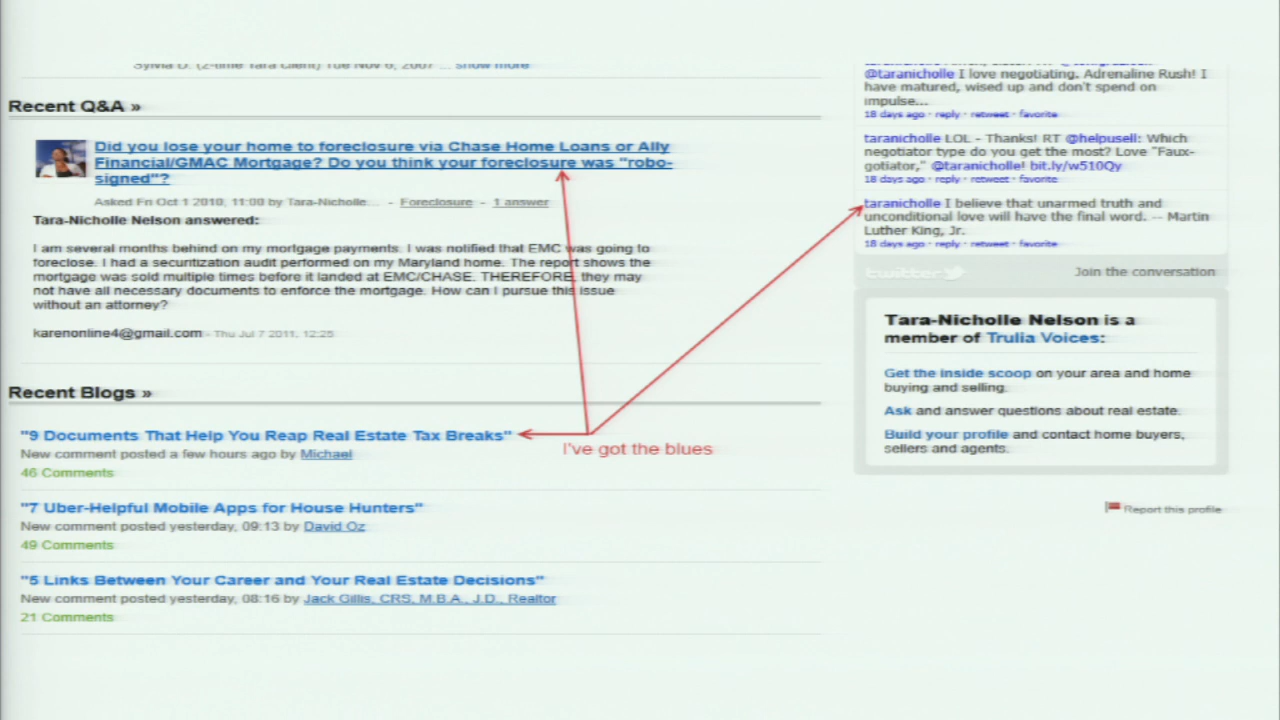 Sylvia D. (2-time Tara Client) Tue Nov 6, 2007 ... show more
Recent Q&A »
Did you lose your home to foreclosure via Chase Home Loans or Ally
Financial/GMAC Mortgage? Do you think your foreclosure was "robo-
signed"?
Asked Fri Oct 1 2010, 11:00 by Tara-Nicholle... - Foreclosure - 1 answer
Tara-Nicholle Nelson answered:
I am several months behind on my mortgage payments. I was notified that EMC was going to
foreclose. I had a securitization audit performed on my Maryland home. The report shows the
mortgage was sold multiple times before it landed at EMC/CHASE. THEREFORE, they may
not have all necessary documents to enforce the mortgage. How can I pursue this issue
without an attorney?
karenonline4@gmail.com - Thu Jul 7 2011, 12:25
Recent Blogs »
"9 Documents That Help You Reap Real Estate Tax Breaks"
New comment posted a few hours ago by Michael
46 Comments
"7 Uber-Helpful Mobile Apps for House Hunters"
New comment posted yesterday, 09:13 by David Oz
49 Comments
"5 Links Between Your Career and Your Real Estate Decisions"
New comment posted yesterday, 08:16 by Jack Gillis, CRS, M.B.A., J.D., Realtor
21 Comments
I've got the blues
@taranicholle I love negotiating. Adrenaline Rush! I
have matured, wised up and don't spend on
impulse...
18 days ago · reply · retweet · favorite
taranicholle LOL - Thanks! RT @helpusell: Which
negotiator type do you get the most? Love "Faux-
gotiator," @taranicholle! bit.ly/w510Qy
18 days ago · reply · retweet · favorite
taranicholle I believe that unarmed truth and
unconditional love will have the final word. -- Martin
Luther King, Jr.
18 days ago · reply · retweet · favorite
twitter
Join the conversation
Tara-Nicholle Nelson is a
member of Trulia Voices:
Get the inside scoop on your area and home
buying and selling.
Ask and answer questions about real estate.
Build your profile and contact home buyers,
sellers and agents.
Report this profile